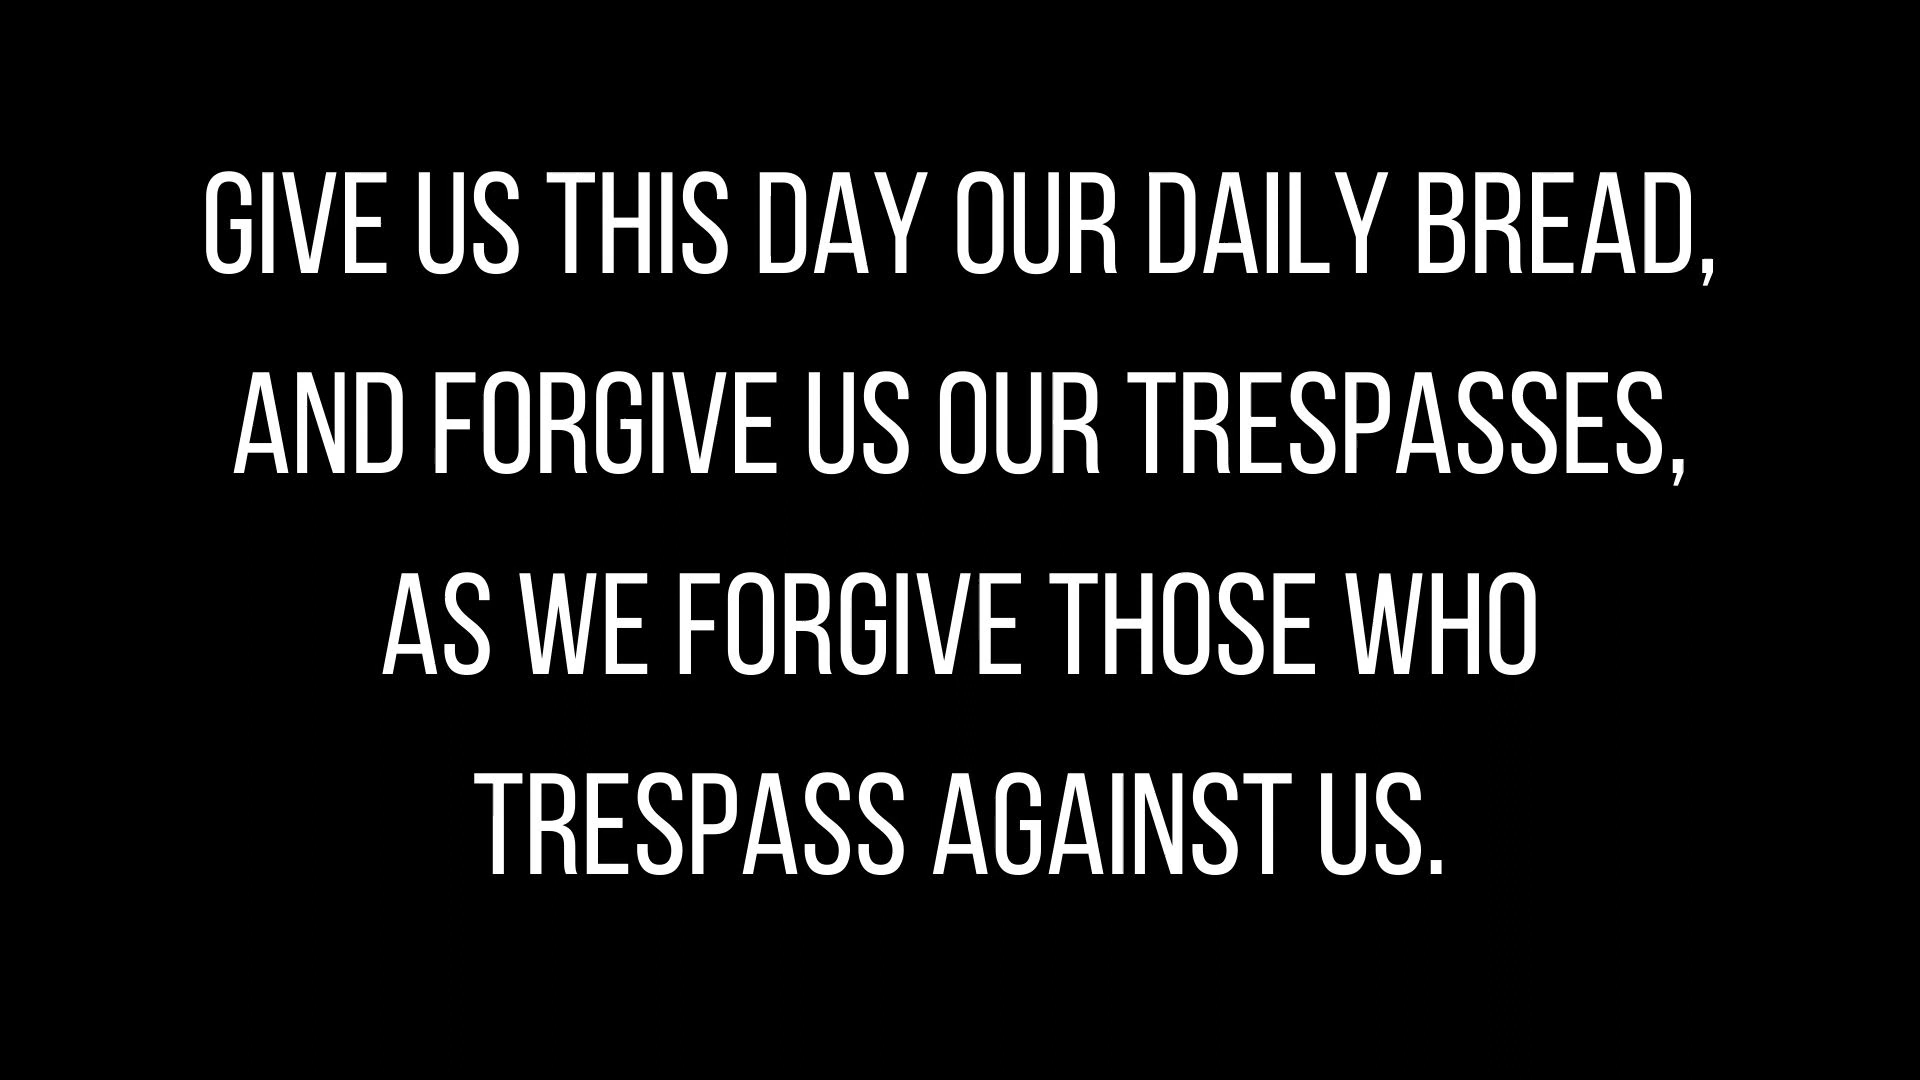 GIVE US THIS DAY OUR DAILY BREAD,
AND FORGIVE US OUR TRESPASSES,
AS WE FORGIVE THOSE WHO
TRESPASS AGAINST US.